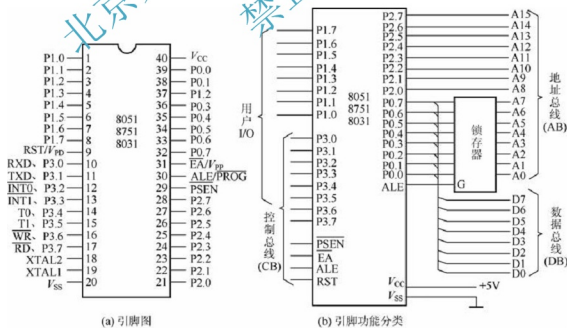 北京
禁
P1.0 1 40 VCC
P1.1 2 39 P0.0
P1.2 3 38 P0.1
P1.3 4 37 P0.2
P1.4 5 36 P0.3
P1.5 6 35 P0.4
P1.6 7 34 P0.5
P1.7 8 33 P0.6
RST/VPD 9 32 P0.7
RXD、P3.0 10 31 EA/VPP
TXD、P3.1 11 30 ALE/PROG
INT0、P3.2 12 29 PSEN
INT1、P3.3 13 28 P2.7
T0、P3.4 14 27 P2.6
T1、P3.5 15 26 P2.5
WR、P3.6 16 25 P2.4
RD、P3.7 17 24 P2.3
XTAL2 18 23 P2.2
XTAL1 19 22 P2.1
VSS 20 21 P2.0
8051
8751
8031
(a) 引脚图
用户I/O
控制总线(CB)
P1.7
P1.6
P1.5
P1.4
P1.3
P1.2
P1.1
P1.0
P3.0
P3.1
P3.2
P3.3
P3.4
P3.5
P3.6
P3.7
PSEN
EA
ALE
RST
8051
8751
8031
P2.7 A15
P2.6 A14
P2.5 A13
P2.4 A12
P2.3 A11
P2.2 A10
P2.1 A9
P2.0 A8
P0.7 A7
P0.6 A6
P0.5 A5
P0.4 A4
P0.3 A3
P0.2 A2
P0.1 A1
P0.0 A0
ALE G
锁存器
地址总线(AB)
D7
D6
D5
D4
D3
D2
D1
D0
数据总线(DB)
VCC +5V
VSS
(b) 引脚功能分类